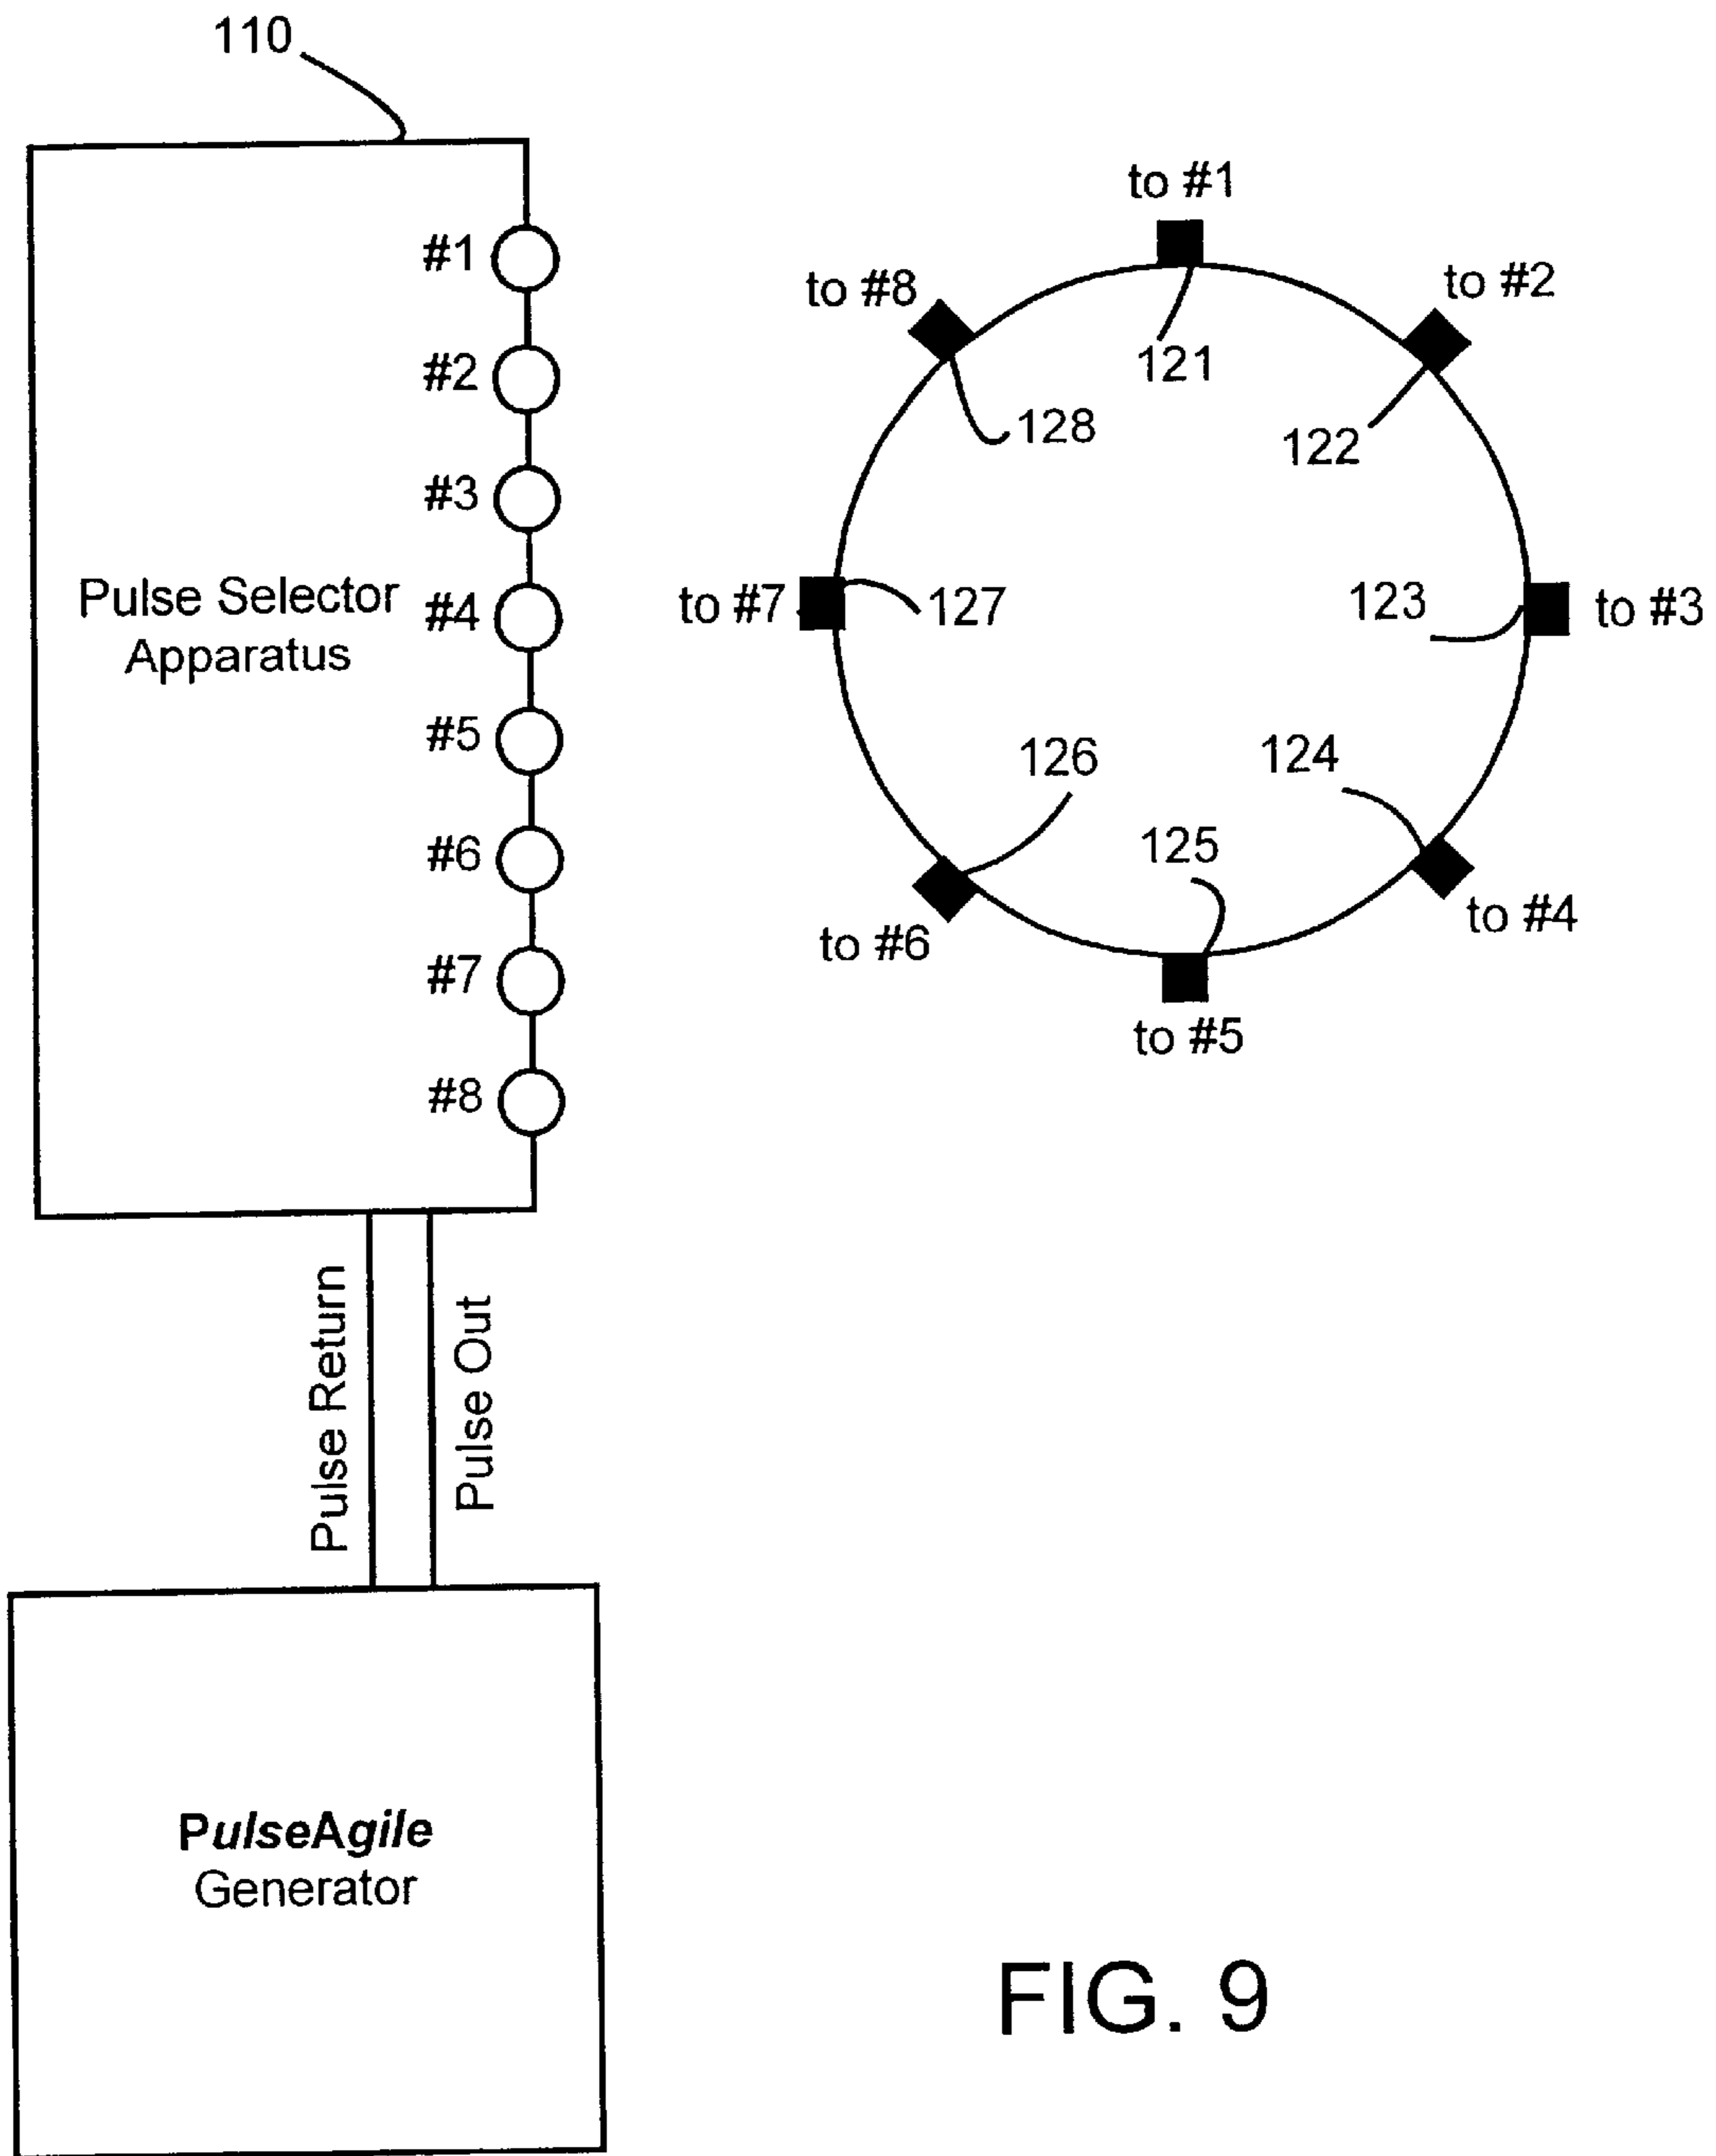 110
#1
#2
#3
#4
#5
#6
#7
#8
Pulse Selector
Apparatus
Pulse Return
Pulse Out
PulseAgile
Generator
to #1
to #2
to #3
to #4
to #5
to #6
to #7
to #8
121
122
123
124
125
126
127
128
FIG. 9